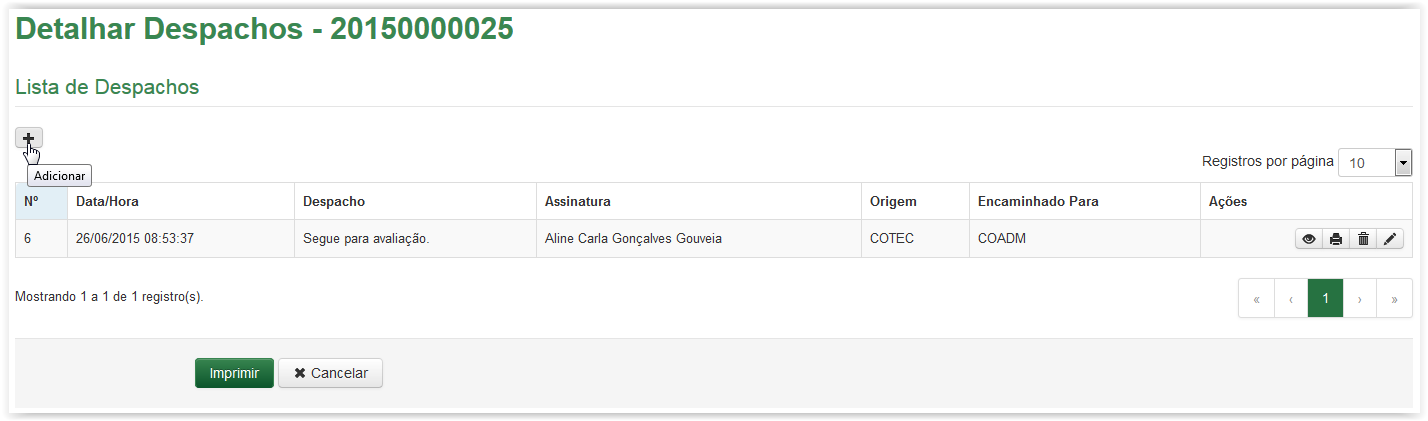 Detalhar Despachos - 20150000025
Lista de Despachos
Adicionar
Registros por página 10
Nº Data/Hora Despacho Assinatura Origem Encaminhado Para Ações
6 26/06/2015 08:53:37 Segue para avaliação. Aline Carla Gonçalves Gouveia COTEC COADM
Mostrando 1 a 1 de 1 registro(s).
« ‹ 1 › »
Imprimir Cancelar